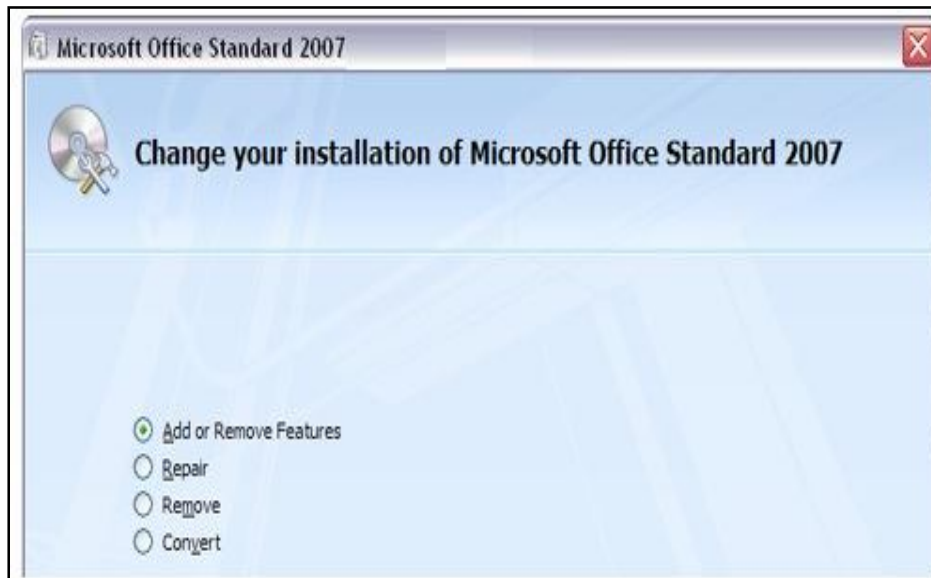 Microsoft Office Standard 2007
Change your installation of Microsoft Office Standard 2007
Add or Remove Features
Repair
Remove
Convert